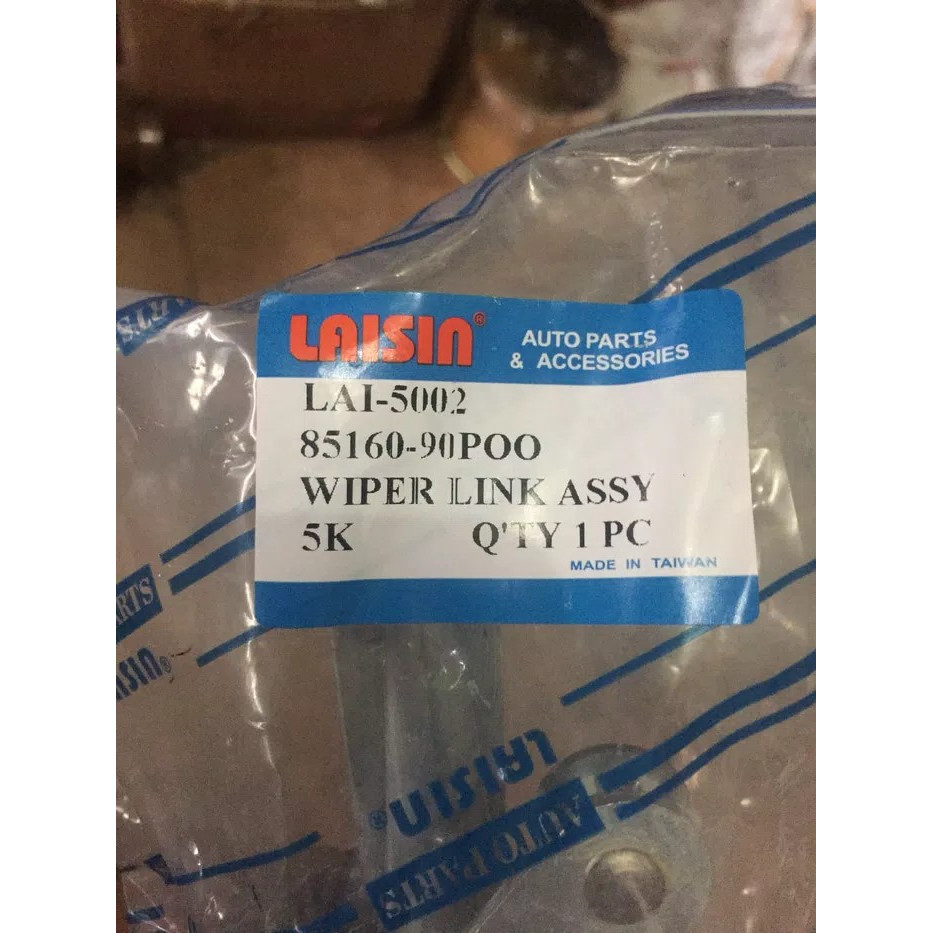 LAISIN® AUTO PARTS
& ACCESSORIES
LAI-5002
85160-90POO
WIPER LINK ASSY
5K Q'TY 1 PC
MADE IN TAIWAN
LAISIN®
AUTO PARTS